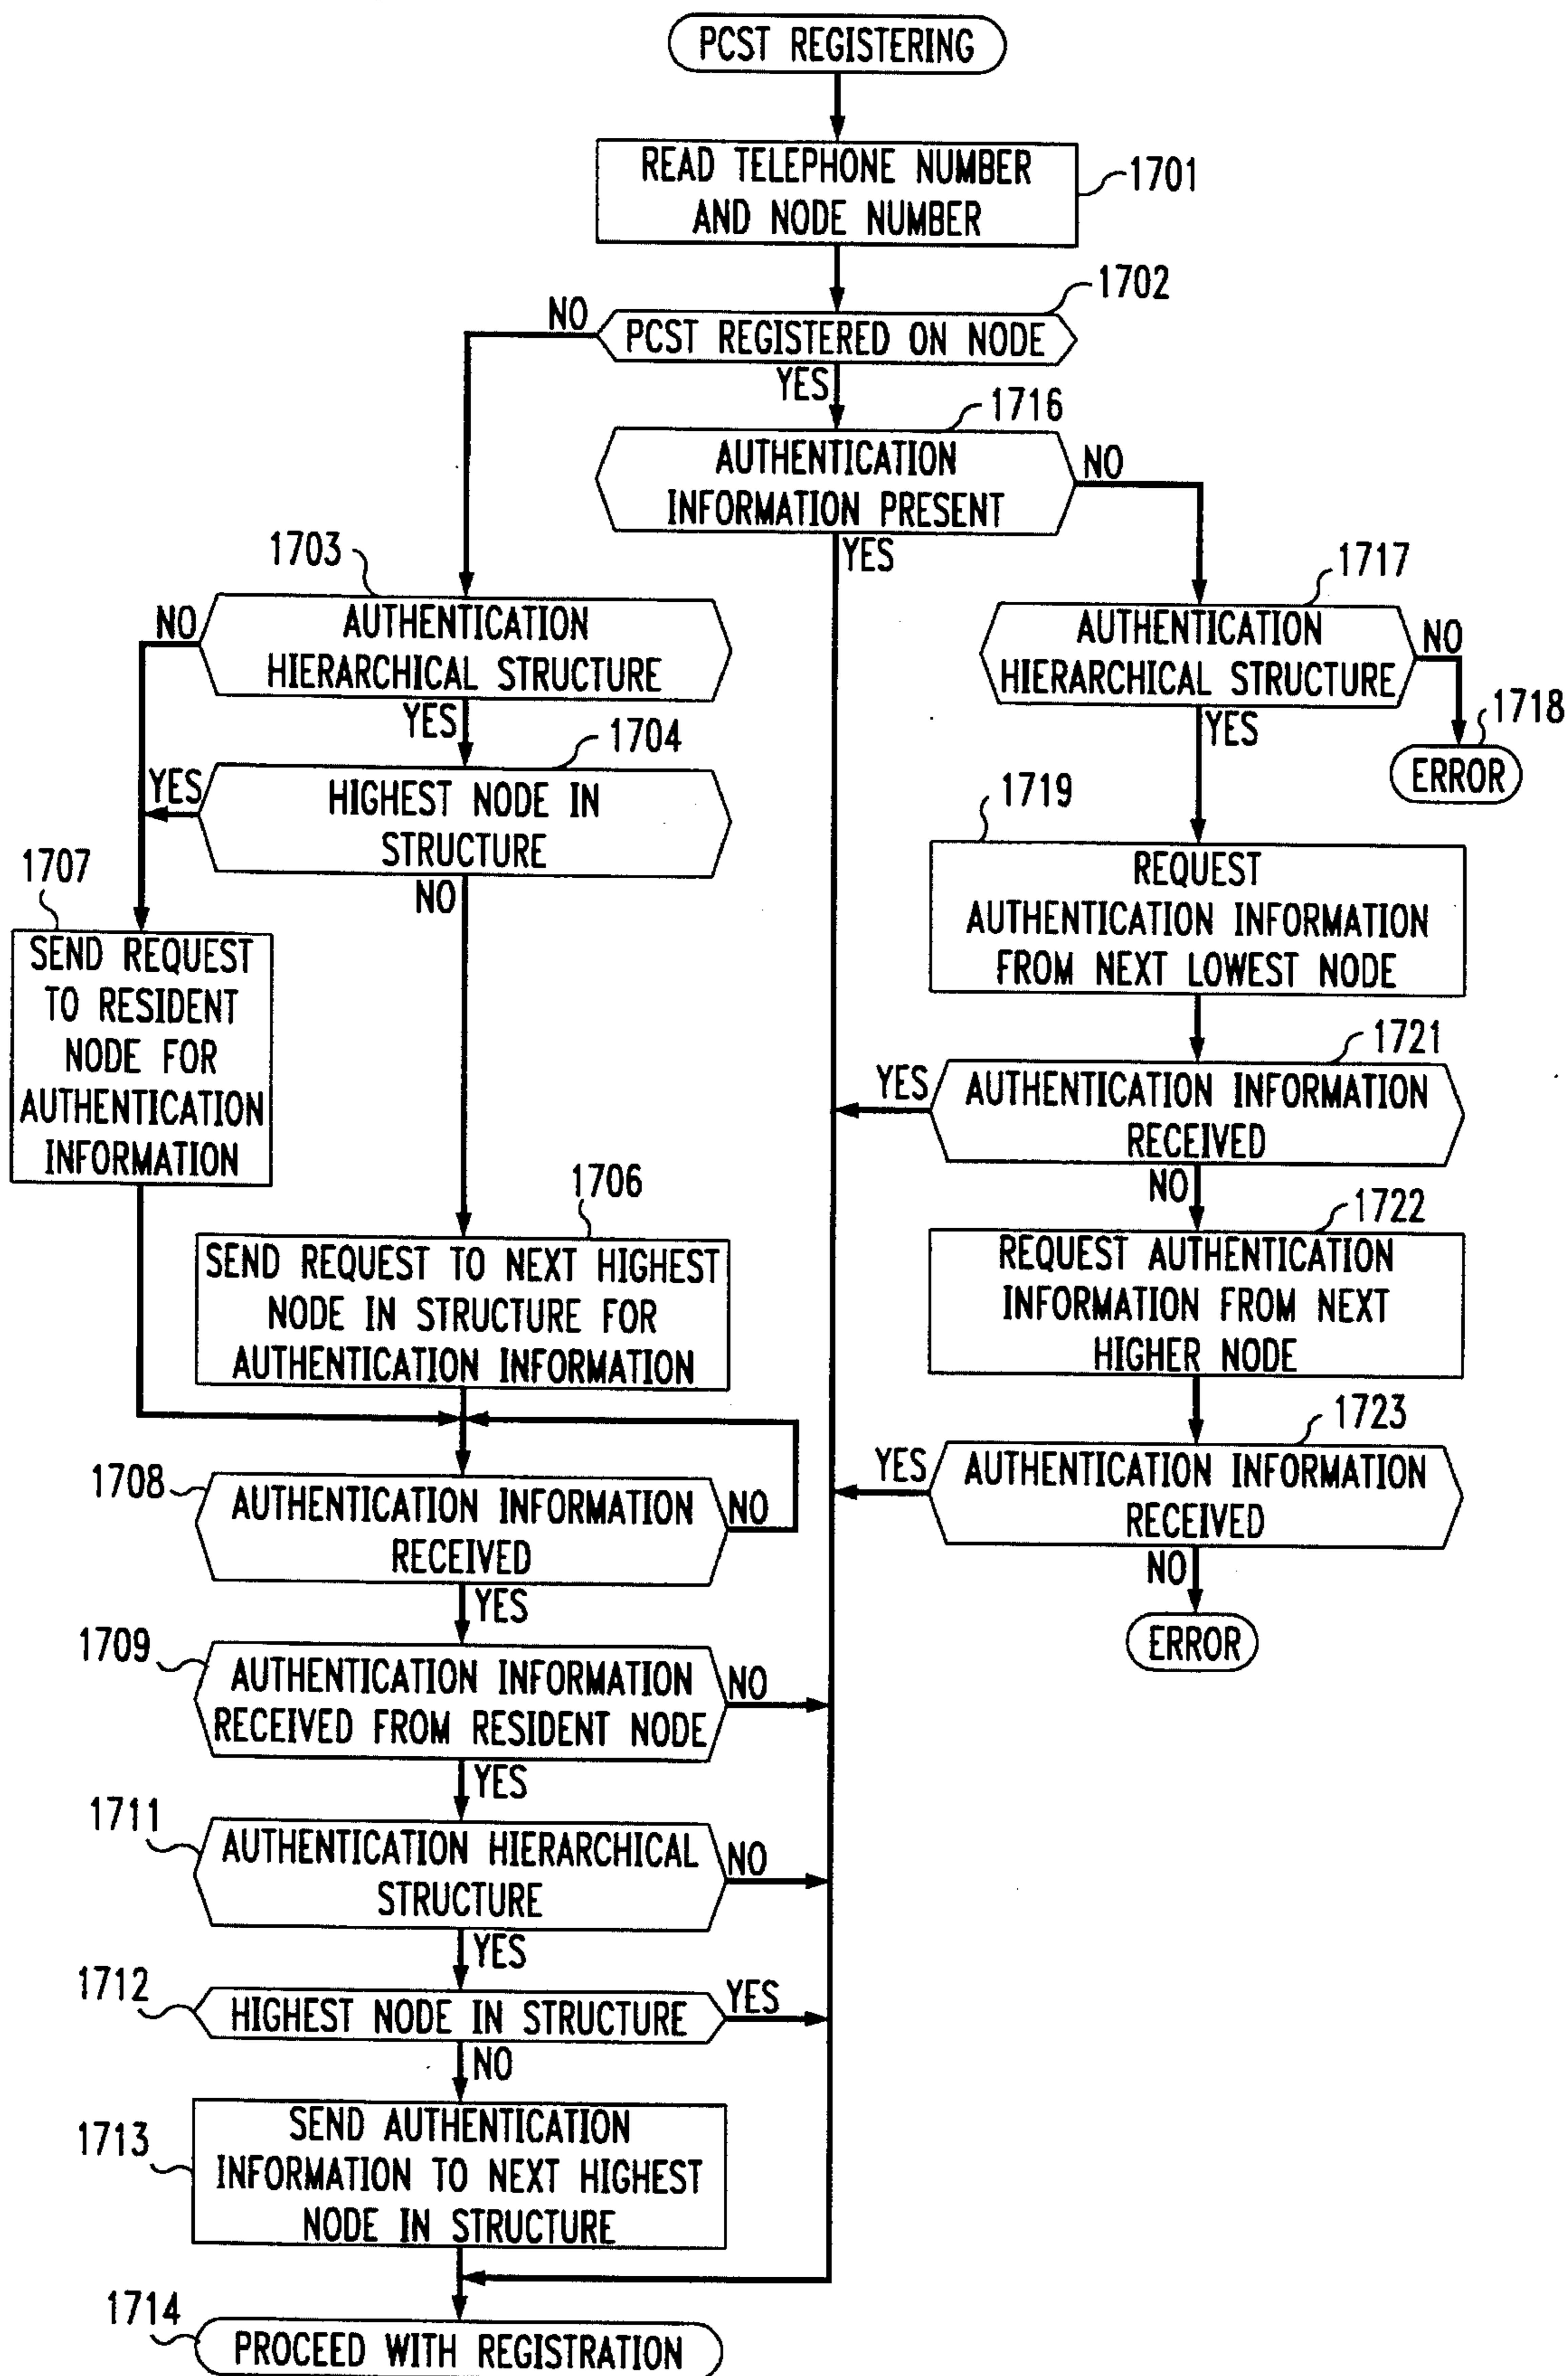 PCST REGISTERING
READ TELEPHONE NUMBER
AND NODE NUMBER
1701
1702
NO
PCST REGISTERED ON NODE
YES
1716
AUTHENTICATION
INFORMATION PRESENT
NO
YES
1703
NO
AUTHENTICATION
HIERARCHICAL STRUCTURE
YES
1717
AUTHENTICATION
HIERARCHICAL STRUCTURE
NO
YES
1718
ERROR
1704
YES
HIGHEST NODE IN
STRUCTURE
NO
1719
REQUEST
AUTHENTICATION INFORMATION
FROM NEXT LOWEST NODE
1707
SEND REQUEST
TO RESIDENT
NODE FOR
AUTHENTICATION
INFORMATION
1721
YES
AUTHENTICATION INFORMATION
RECEIVED
NO
1706
SEND REQUEST TO NEXT HIGHEST
NODE IN STRUCTURE FOR
AUTHENTICATION INFORMATION
1722
REQUEST AUTHENTICATION
INFORMATION FROM NEXT
HIGHER NODE
1723
YES
AUTHENTICATION INFORMATION
RECEIVED
NO
ERROR
1708
AUTHENTICATION INFORMATION
RECEIVED
NO
YES
1709
AUTHENTICATION INFORMATION
RECEIVED FROM RESIDENT NODE
NO
YES
1711
AUTHENTICATION HIERARCHICAL
STRUCTURE
NO
YES
1712
HIGHEST NODE IN STRUCTURE
YES
NO
1713
SEND AUTHENTICATION
INFORMATION TO NEXT HIGHEST
NODE IN STRUCTURE
1714
PROCEED WITH REGISTRATION